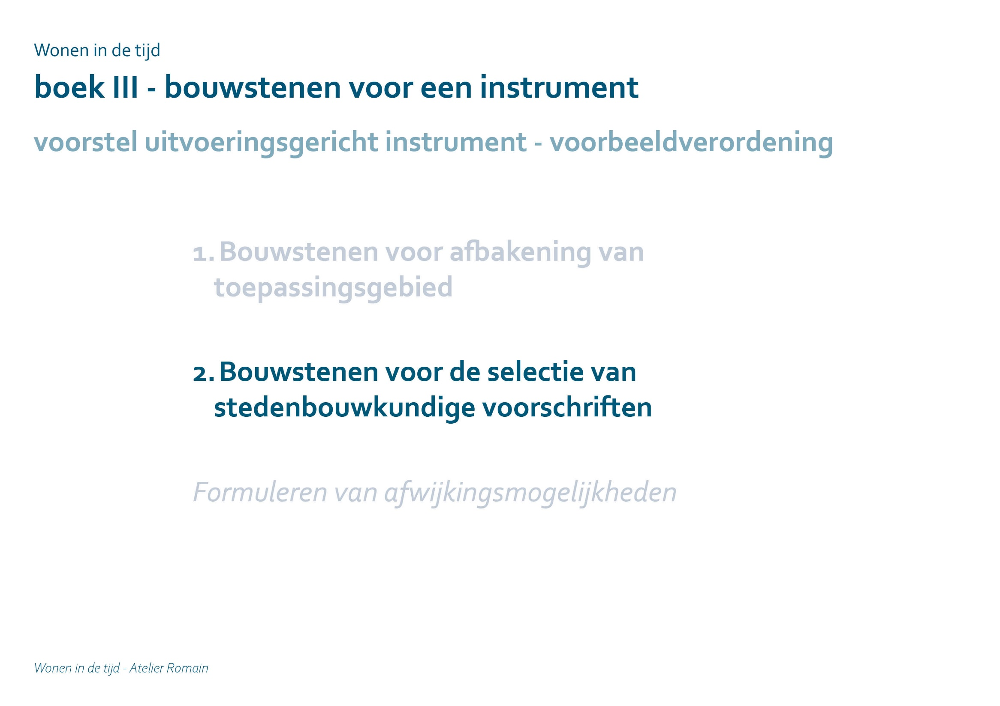 Wonen in de tijd
boek III - bouwstenen voor een instrument
voorstel uitvoeringsgericht instrument - voorbeeldverordening
1. Bouwstenen voor afbakening van
toepassingsgebied
2. Bouwstenen voor de selectie van
stedenbouwkundige voorschriften
Formuleren van afwijkingsmogelijkheden
Wonen in de tijd - Atelier Romain